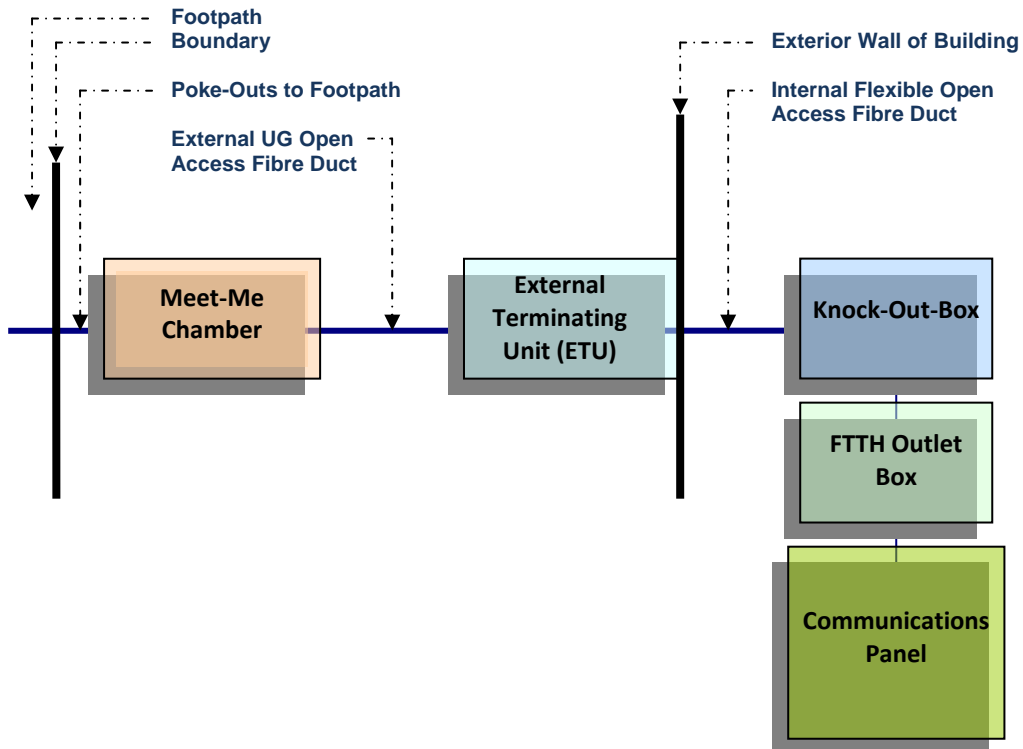 Footpath
Boundary
Exterior Wall of Building
Poke-Outs to Footpath
Internal Flexible Open
Access Fibre Duct
External UG Open
Access Fibre Duct
Meet-Me
Chamber
External
Terminating
Unit (ETU)
Knock-Out-Box
FTTH Outlet
Box
Communications
Panel